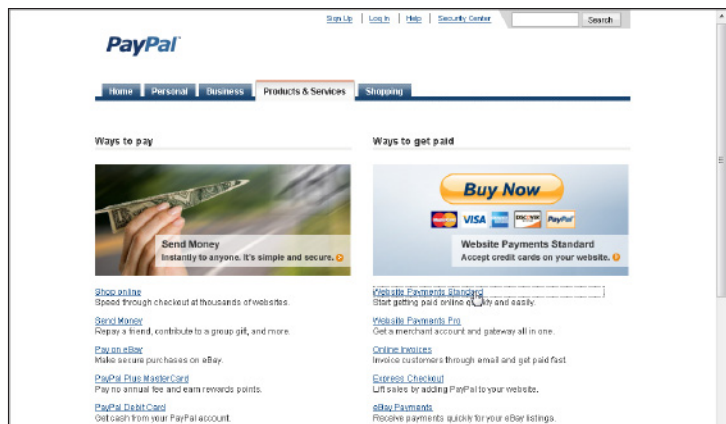 Sign Up | Log In | Help | Security Center Search
PayPal
Home Personal Business Products & Services Shopping
Ways to pay
Send Money
Instantly to anyone. It's simple and secure.
Shop online
Speed through checkout at thousands of websites.
Send Money
Repay a friend, contribute to a group gift, and more.
Pay on eBay
Make secure purchases on eBay.
PayPal Plus MasterCard
Pay no annual fee and earn rewards points.
PayPal Debit Card
Get cash from your PayPal account.
Ways to get paid
Buy Now
MasterCard VISA DISCOVER PayPal
Website Payments Standard
Accept credit cards on your website.
Website Payments Standard
Start getting paid online quickly and easily.
Website Payments Pro
Get a merchant account and gateway all in one.
Online Invoices
Invoice customers through email and get paid fast.
Express Checkout
Lift sales by adding PayPal to your website.
eBay Payments
Receive payments quickly for your eBay listings.